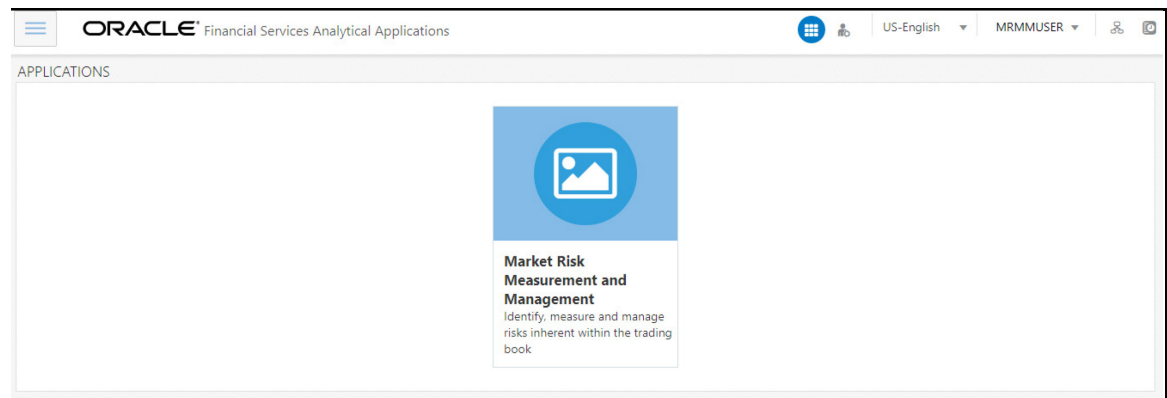 ORACLE® Financial Services Analytical Applications
US-English
MRMMUSER
APPLICATIONS
Market Risk
Measurement and
Management
Identify, measure and manage
risks inherent within the trading
book